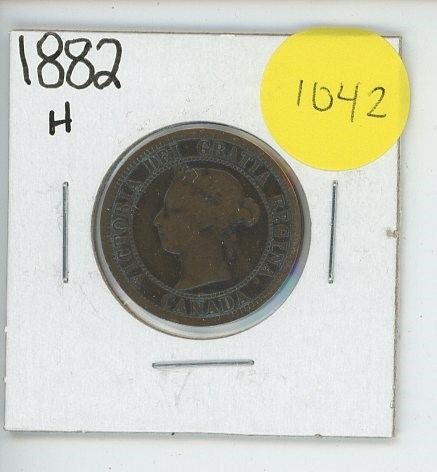 1882
H
1042
VICTORIA DEI GRATIA REGINA.
CANADA